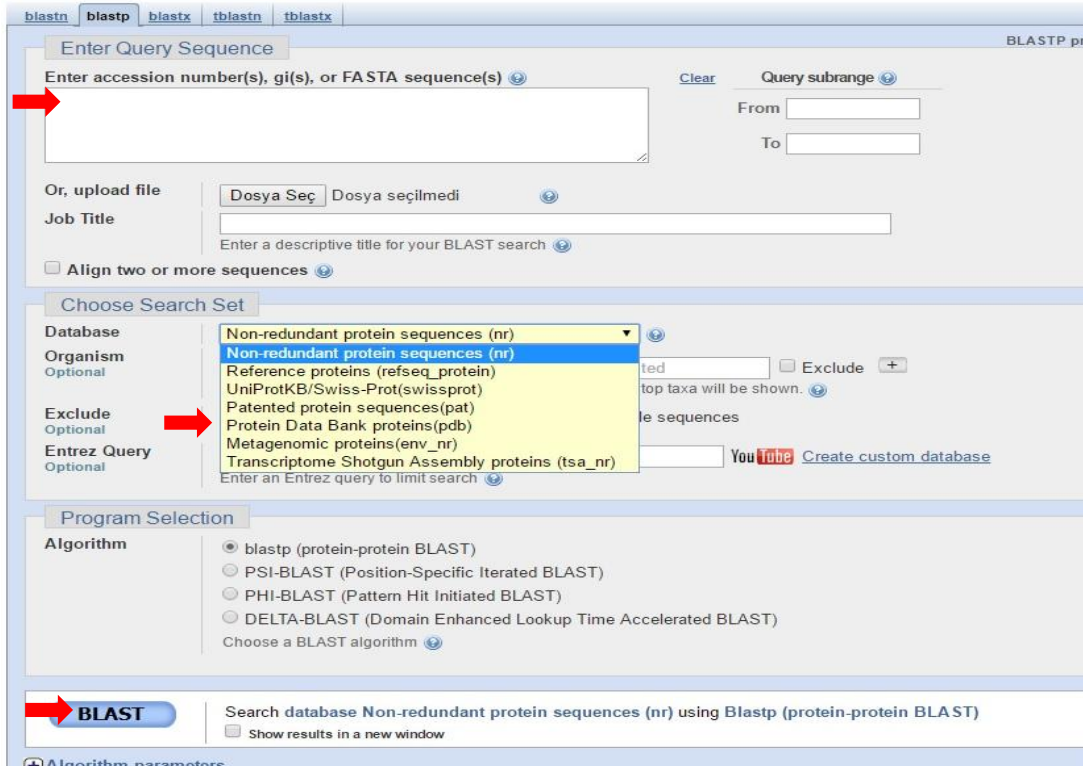 blastn blastp blastx tblastn tblastx
BLASTP pr
Enter Query Sequence
Enter accession number(s), gi(s), or FASTA sequence(s) Clear Query subrange
From
To
Or, upload file Dosya Seç Dosya seçilmedi
Job Title
Enter a descriptive title for your BLAST search
Align two or more sequences
Choose Search Set
Database Non-redundant protein sequences (nr)
Non-redundant protein sequences (nr)
Organism
Optional
Reference proteins (refseq_protein)
ted Exclude +
UniProtKB/Swiss-Prot(swissprot)
top taxa will be shown.
Exclude
Optional
Patented protein sequences(pat)
le sequences
Protein Data Bank proteins(pdb)
Metagenomic proteins(env_nr)
Entrez Query
Optional
Transcriptome Shotgun Assembly proteins (tsa_nr)
YouTube Create custom database
Enter an Entrez query to limit search
Program Selection
Algorithm blastp (protein-protein BLAST)
PSI-BLAST (Position-Specific Iterated BLAST)
PHI-BLAST (Pattern Hit Initiated BLAST)
DELTA-BLAST (Domain Enhanced Lookup Time Accelerated BLAST)
Choose a BLAST algorithm
BLAST Search database Non-redundant protein sequences (nr) using Blastp (protein-protein BLAST)
Show results in a new window
Algorithm parameters